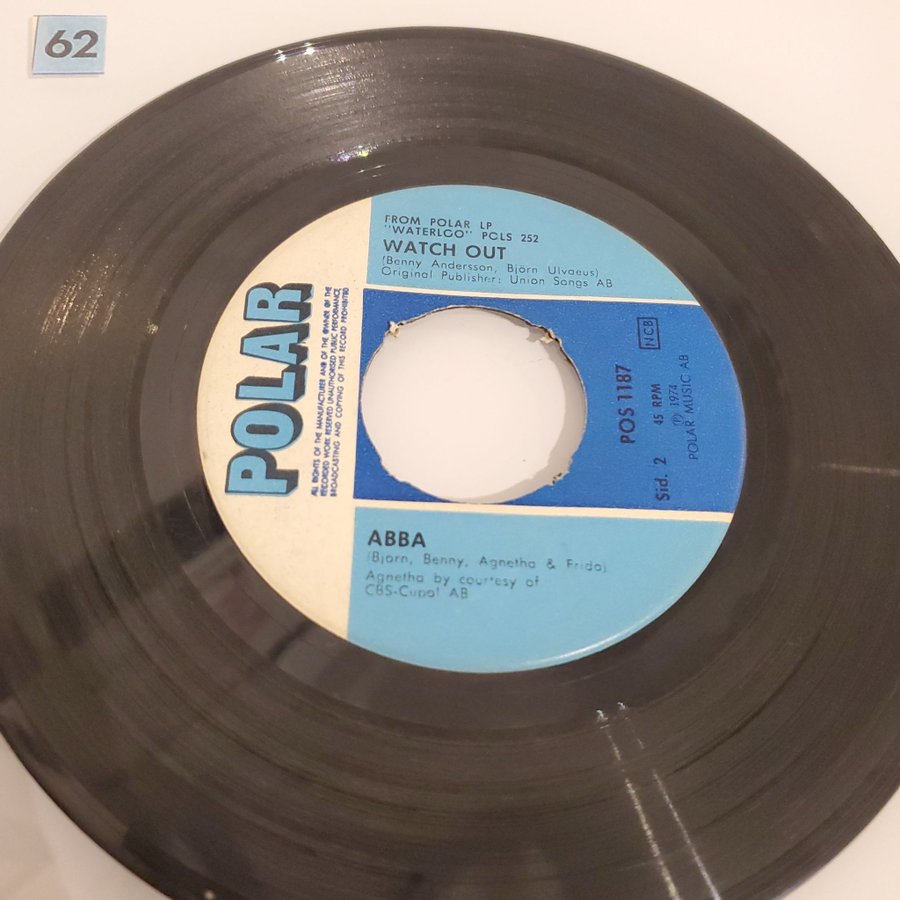 62
FROM POLAR LP
"WATERLOO" POLS 252
WATCH OUT
(Benny Andersson, Björn Ulvaeus)
Original Publisher: Union Songs AB
POLAR
ALL RIGHTS OF THE MANUFACTURER AND OF THE OWNER OF THE
RECORDED WORK RESERVED UNAUTHORISED PUBLIC PERFORMANCE
BROADCASTING AND COPYING OF THIS RECORD PROHIBITED
NCB
POS 1187
Sid. 2 45 RPM
Ⓟ 1974
POLAR MUSIC AB
ABBA
(Björn, Benny, Agnetha & Frida)
Agnetha by courtesy of
CBS-Cupol AB